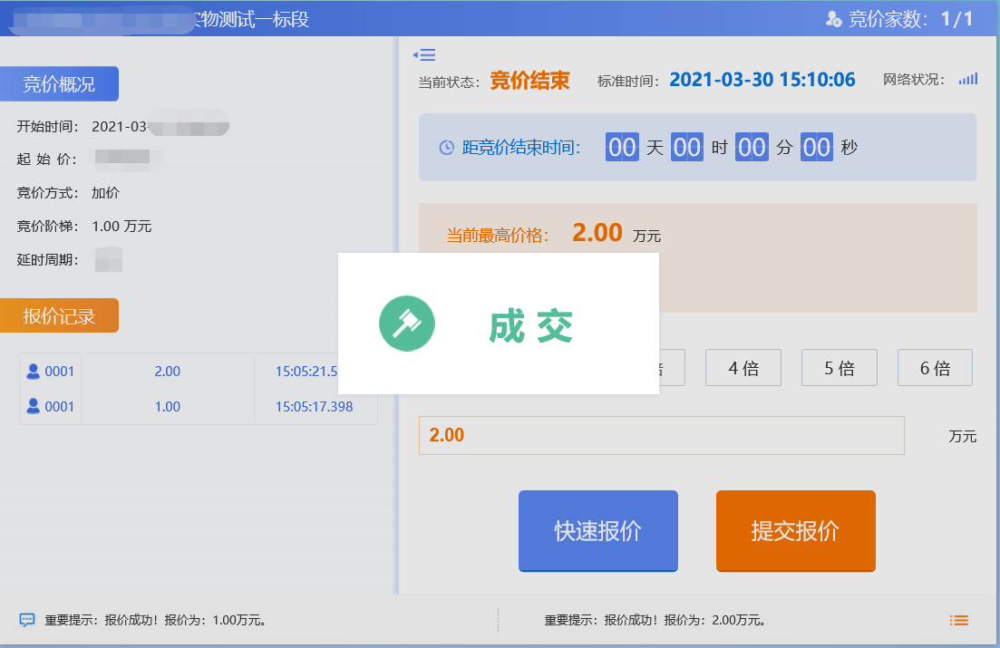 实物测试一标段
竞价家数：1/1
竞价概况
开始时间：2021-03
起 始 价：
竞价方式：加价
竞价阶梯：1.00 万元
延时周期：
报价记录
0001 2.00 15:05:21.5
0001 1.00 15:05:17.398
当前状态：竞价结束 标准时间：2021-03-30 15:10:06 网络状况：
距竞价结束时间：00 天 00 时 00 分 00 秒
当前最高价格：2.00 万元
成 交
4 倍 5 倍 6 倍
2.00 万元
快速报价 提交报价
重要提示：报价成功！报价为：1.00万元。
重要提示：报价成功！报价为：2.00万元。